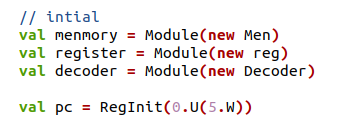 // intial
val menmory = Module(new Men)
val register = Module(new reg)
val decoder = Module(new Decoder)
val pc = RegInit(0.U(5.W))